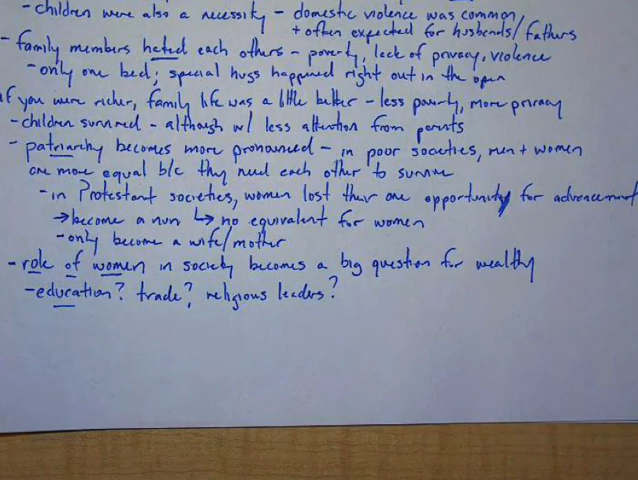 - children were also a necessity - domestic violence was common
+ often expected for husbands/fathers
- family members hated each others - poverty, lack of privacy, violence
- only one bed; special hugs happened right out in the open
if you were richer, family life was a little better - less poverty, more privacy
- children survived - although w/ less attention from parents
- patriarchy becomes more pronounced - in poor societies, men + women
are more equal b/c they need each other to survive
- in Protestant societies, women lost their one opportunity for advancement
→ become a nun ↳ no equivalent for women
- only become a wife/mother
- role of women in society becomes a big question for wealthy
- education? trade? religious leaders?